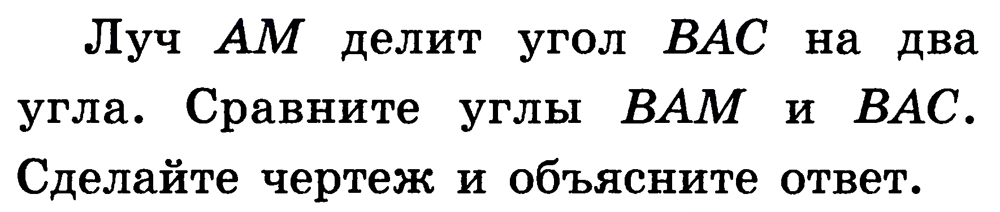 Луч AM делит угол BAC на два
угла. Сравните углы BAM и BAC.
Сделайте чертеж и объясните ответ.